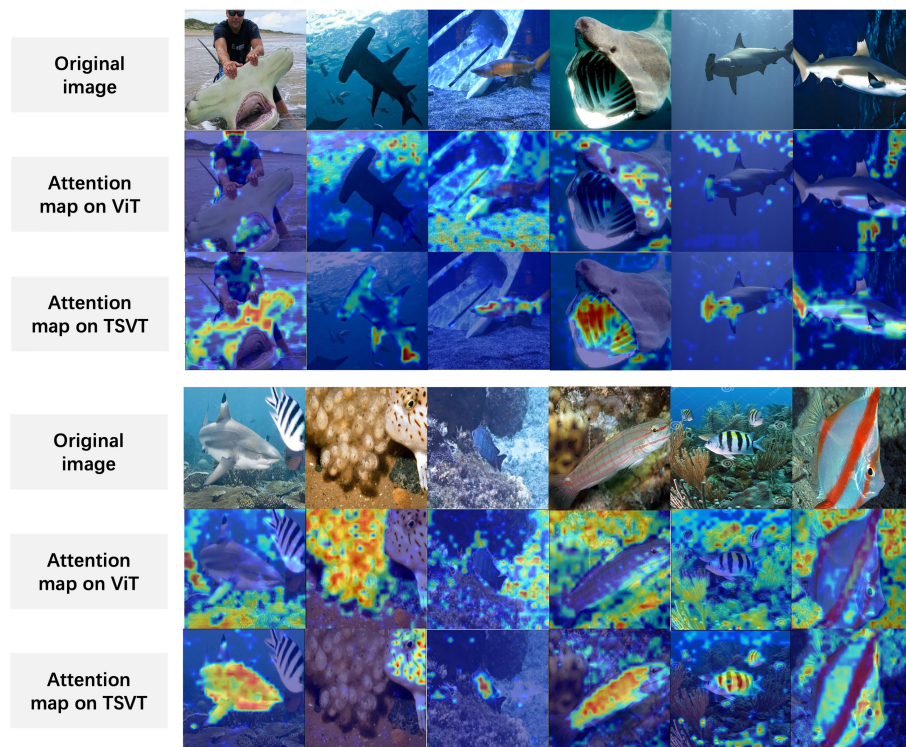 Original
image
Attention
map on ViT
Attention
map on TSVT
Original
image
Attention
map on ViT
Attention
map on TSVT